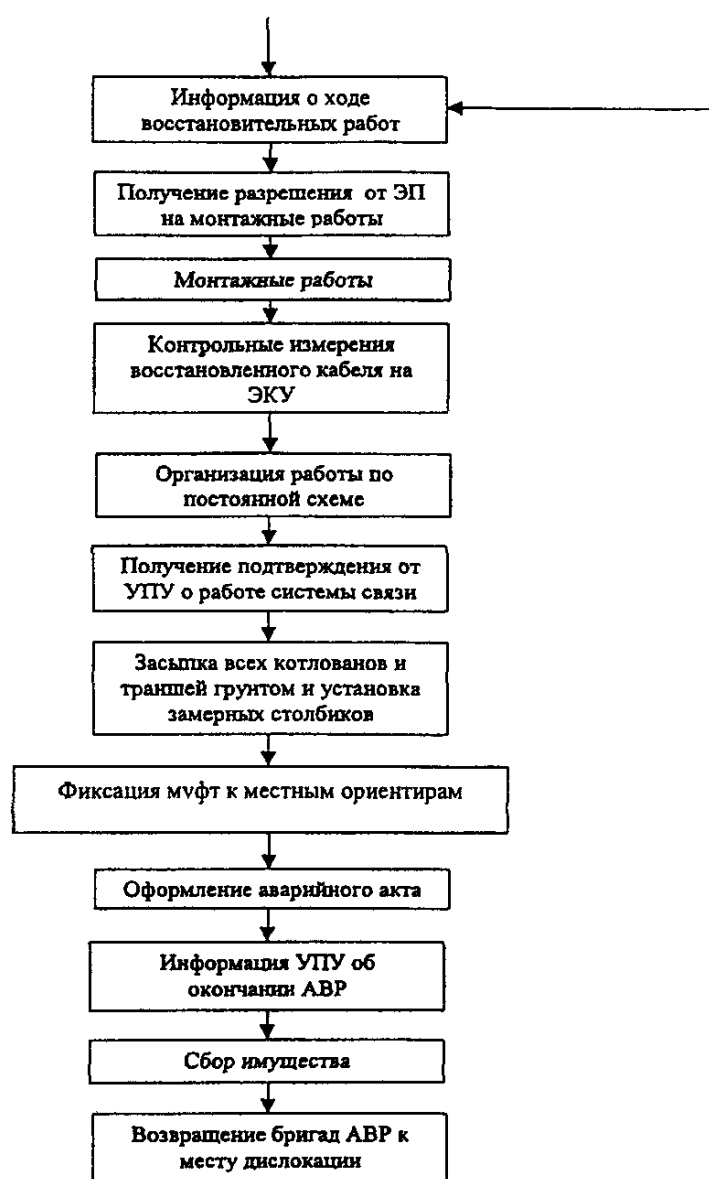 Информация о ходе
восстановительных работ
Получение разрешения от ЭП
на монтажные работы
Монтажные работы
Контрольные измерения
восстановленного кабеля на
ЭКУ
Организация работы по
постоянной схеме
Получение подтверждения от
УПУ о работе системы связи
Засыпка всех котлованов и
траншей грунтом и установка
замерных столбиков
Фиксация муфт к местным ориентирам
Оформление аварийного акта
Информация УПУ об
окончании АВР
Сбор имущества
Возвращение бригад АВР к
месту дислокации